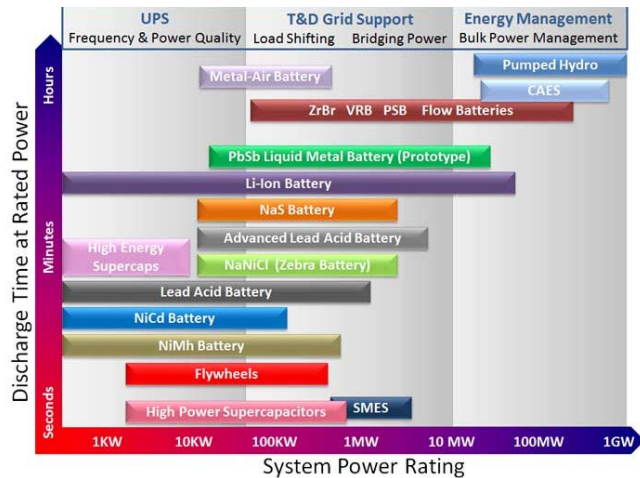 UPS
T&D Grid Support
Energy Management
Frequency & Power Quality
Load Shifting
Bridging Power
Bulk Power Management
Discharge Time at Rated Power
Hours
Minutes
Seconds
Pumped Hydro
Metal-Air Battery
CAES
ZrBr VRB PSB Flow Batteries
PbSb Liquid Metal Battery (Prototype)
Li-Ion Battery
NaS Battery
Advanced Lead Acid Battery
High Energy
Supercaps
NaNiCl (Zebra Battery)
Lead Acid Battery
NiCd Battery
NiMh Battery
Flywheels
High Power Supercapacitors
SMES
1KW
10KW
100KW
1MW
10 MW
100MW
1GW
System Power Rating